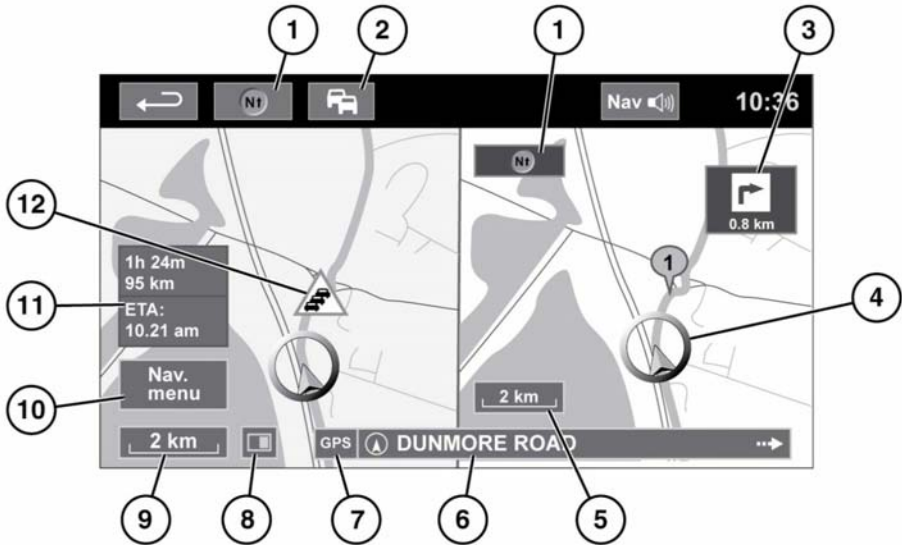 1 2 1 3
N↑ Nav 10:36
N↑
0.8 km
12
1h 24m
95 km
1
11
ETA:
10.21 am
4
Nav.
menu
10
2 km
2 km GPS DUNMORE ROAD
9 8 7 6 5